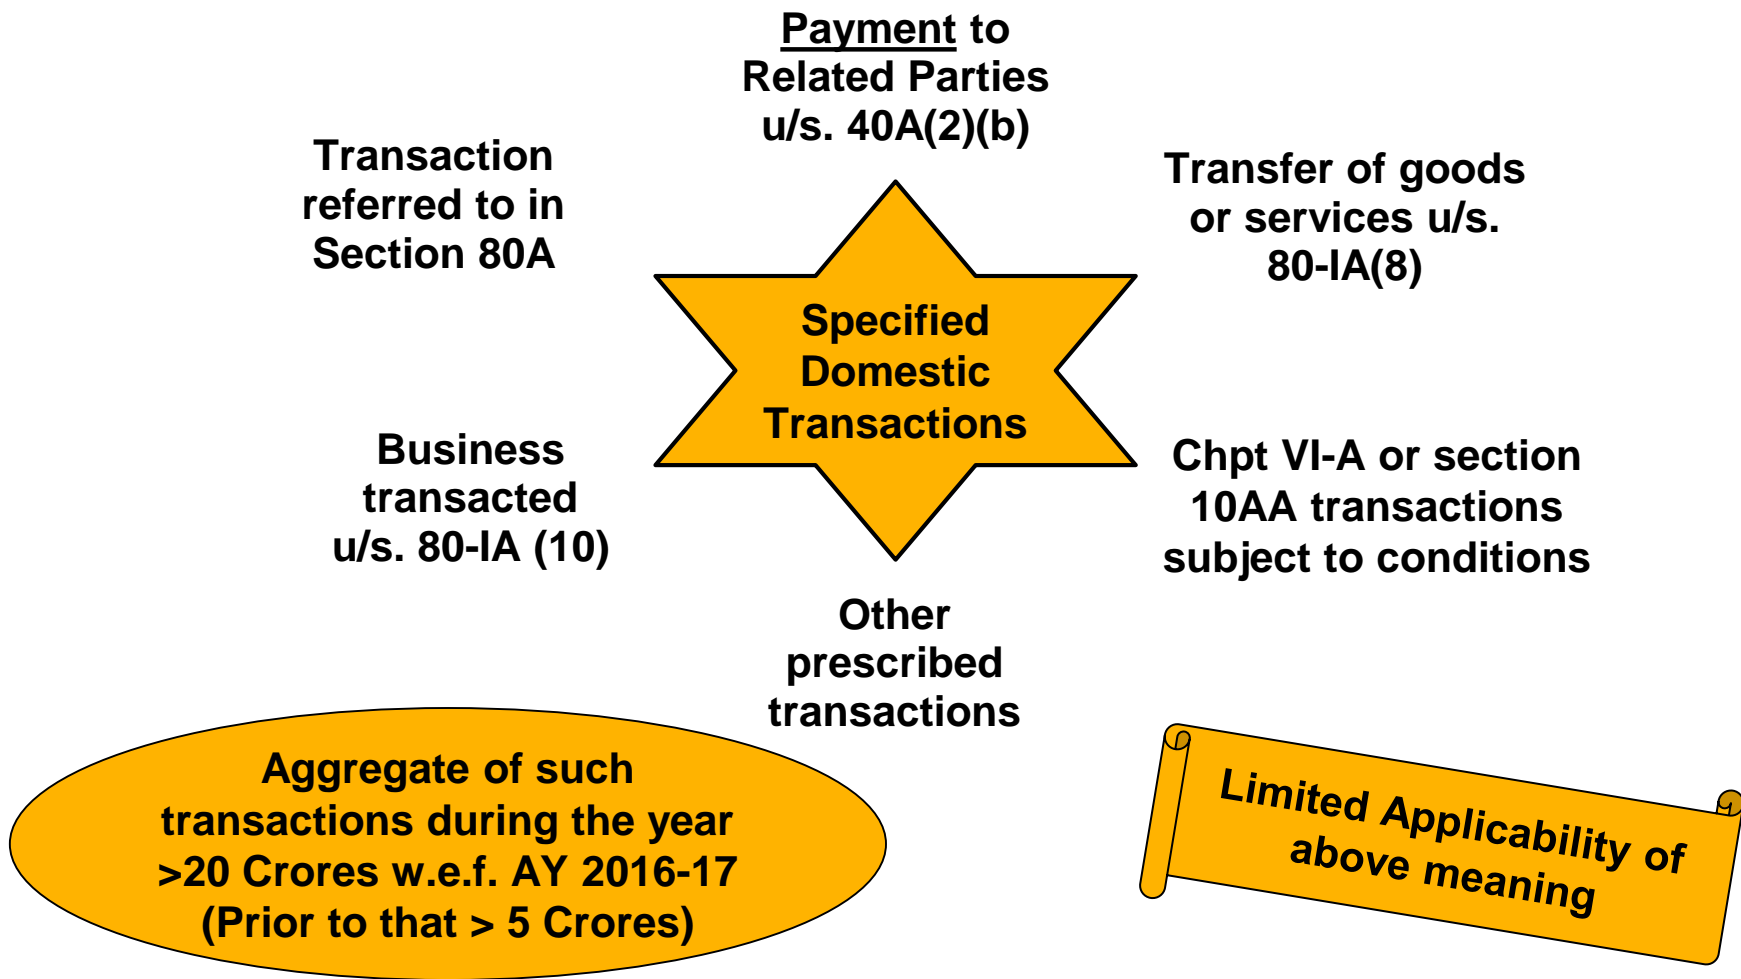 Payment to
Related Parties
u/s. 40A(2)(b)
Transaction
referred to in
Section 80A
Transfer of goods
or services u/s.
80-IA(8)
Specified
Domestic
Transactions
Business
transacted
u/s. 80-IA (10)
Chpt VI-A or section
10AA transactions
subject to conditions
Other
prescribed
transactions
Aggregate of such
transactions during the year
>20 Crores w.e.f. AY 2016-17
(Prior to that > 5 Crores)
Limited Applicability of
above meaning